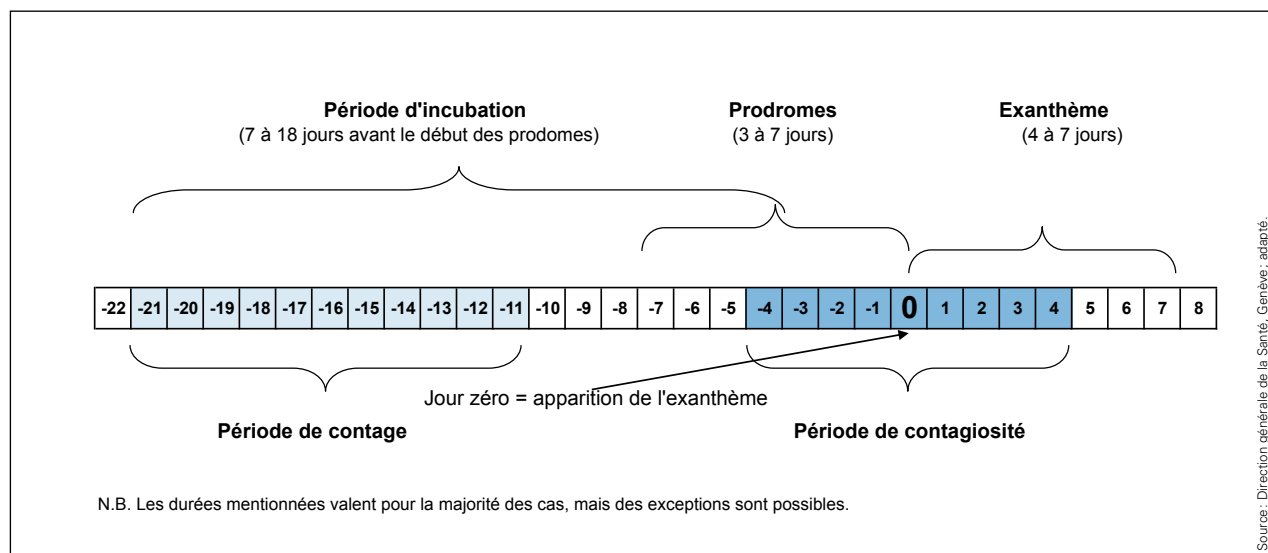 Période d'incubation
(7 à 18 jours avant le début des prodomes)
Prodromes
(3 à 7 jours)
Exanthème
(4 à 7 jours)
-22 -21 -20 -19 -18 -17 -16 -15 -14 -13 -12 -11 -10 -9 -8 -7 -6 -5 -4 -3 -2 -1 0 1 2 3 4 5 6 7 8
Jour zéro = apparition de l'exanthème
Période de contage
Période de contagiosité
N.B. Les durées mentionnées valent pour la majorité des cas, mais des exceptions sont possibles.
Source: Direction générale de la Santé, Genève; adapté.